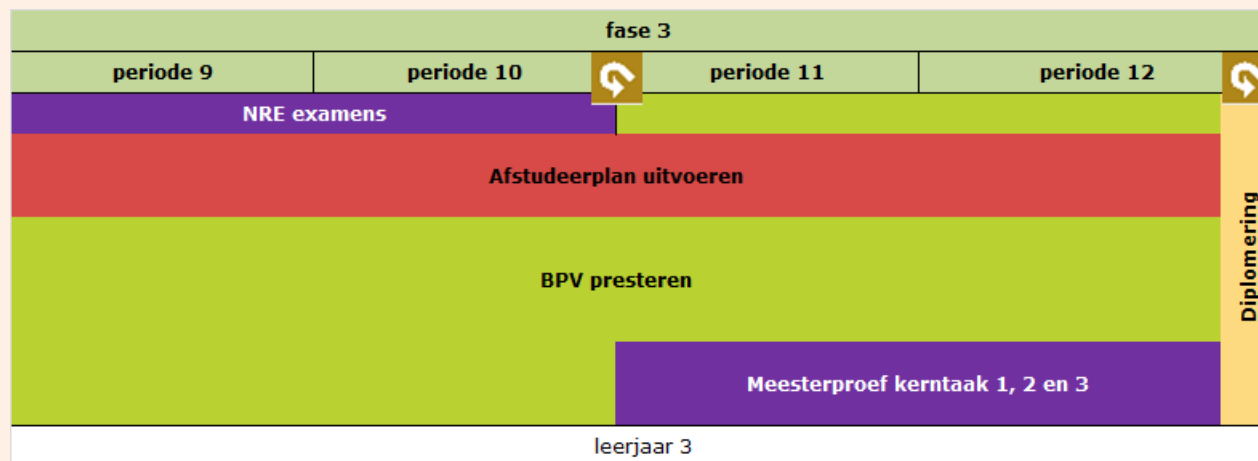 fase 3
periode 9
periode 10
periode 11
periode 12
NRE examens
Afstudeerplan uitvoeren
BPV presteren
Meesterproef kerntaak 1, 2 en 3
Diplomering
leerjaar 3